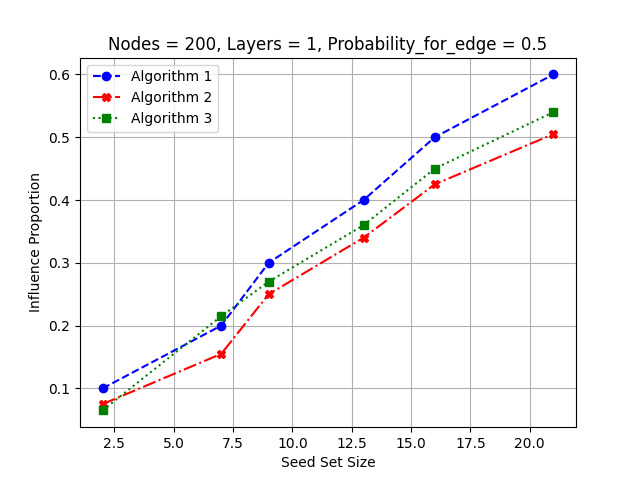 Nodes = 200, Layers = 1, Probability_for_edge = 0.5
Algorithm 1
Algorithm 2
Algorithm 3
0.6
0.5
0.4
0.3
0.2
0.1
Influence Proportion
2.5 5.0 7.5 10.0 12.5 15.0 17.5 20.0
Seed Set Size